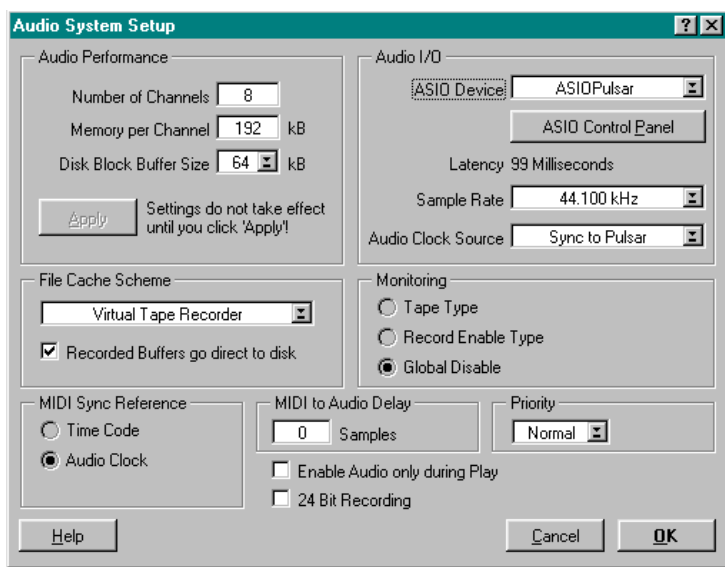 Audio System Setup
Audio Performance
Number of Channels 8
Memory per Channel 192 kB
Disk Block Buffer Size 64 kB
Apply
Settings do not take effect
until you click 'Apply'!
Audio I/O
ASIO Device ASIOPulsar
ASIO Control Panel
Latency 99 Milliseconds
Sample Rate 44.100 kHz
Audio Clock Source Sync to Pulsar
File Cache Scheme
Virtual Tape Recorder
Recorded Buffers go direct to disk
Monitoring
Tape Type
Record Enable Type
Global Disable
MIDI Sync Reference
Time Code
Audio Clock
MIDI to Audio Delay
0 Samples
Priority
Normal
Enable Audio only during Play
24 Bit Recording
Help
Cancel
OK